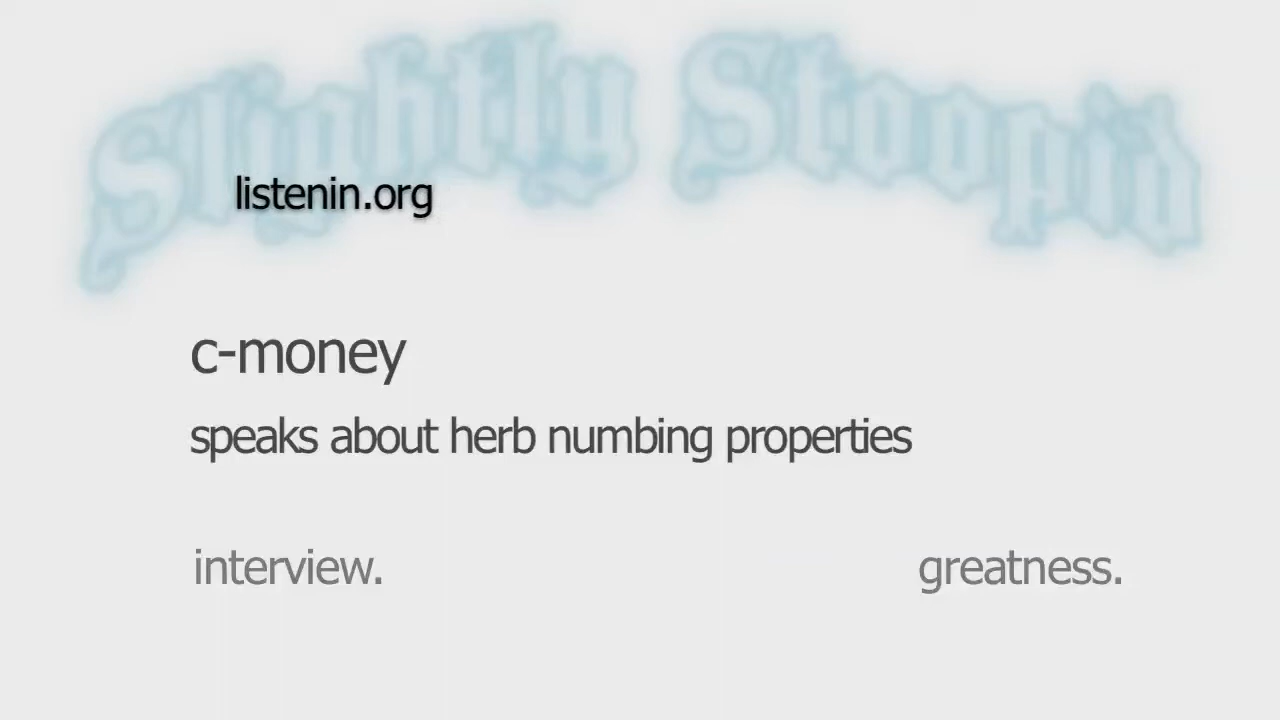 Slightly Stoopid
listenin.org
c-money
speaks about herb numbing properties
interview. greatness.